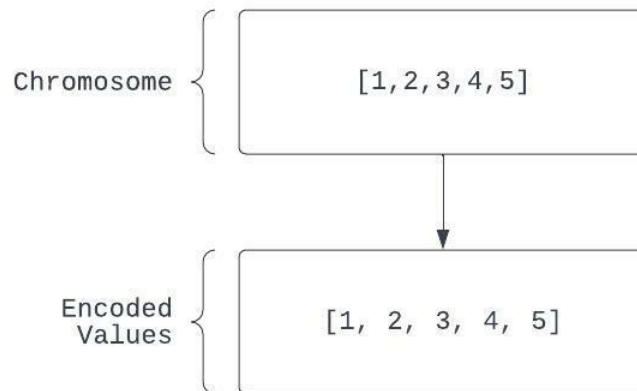 Chromosome
[1,2,3,4,5]
Encoded
Values
[1, 2, 3, 4, 5]